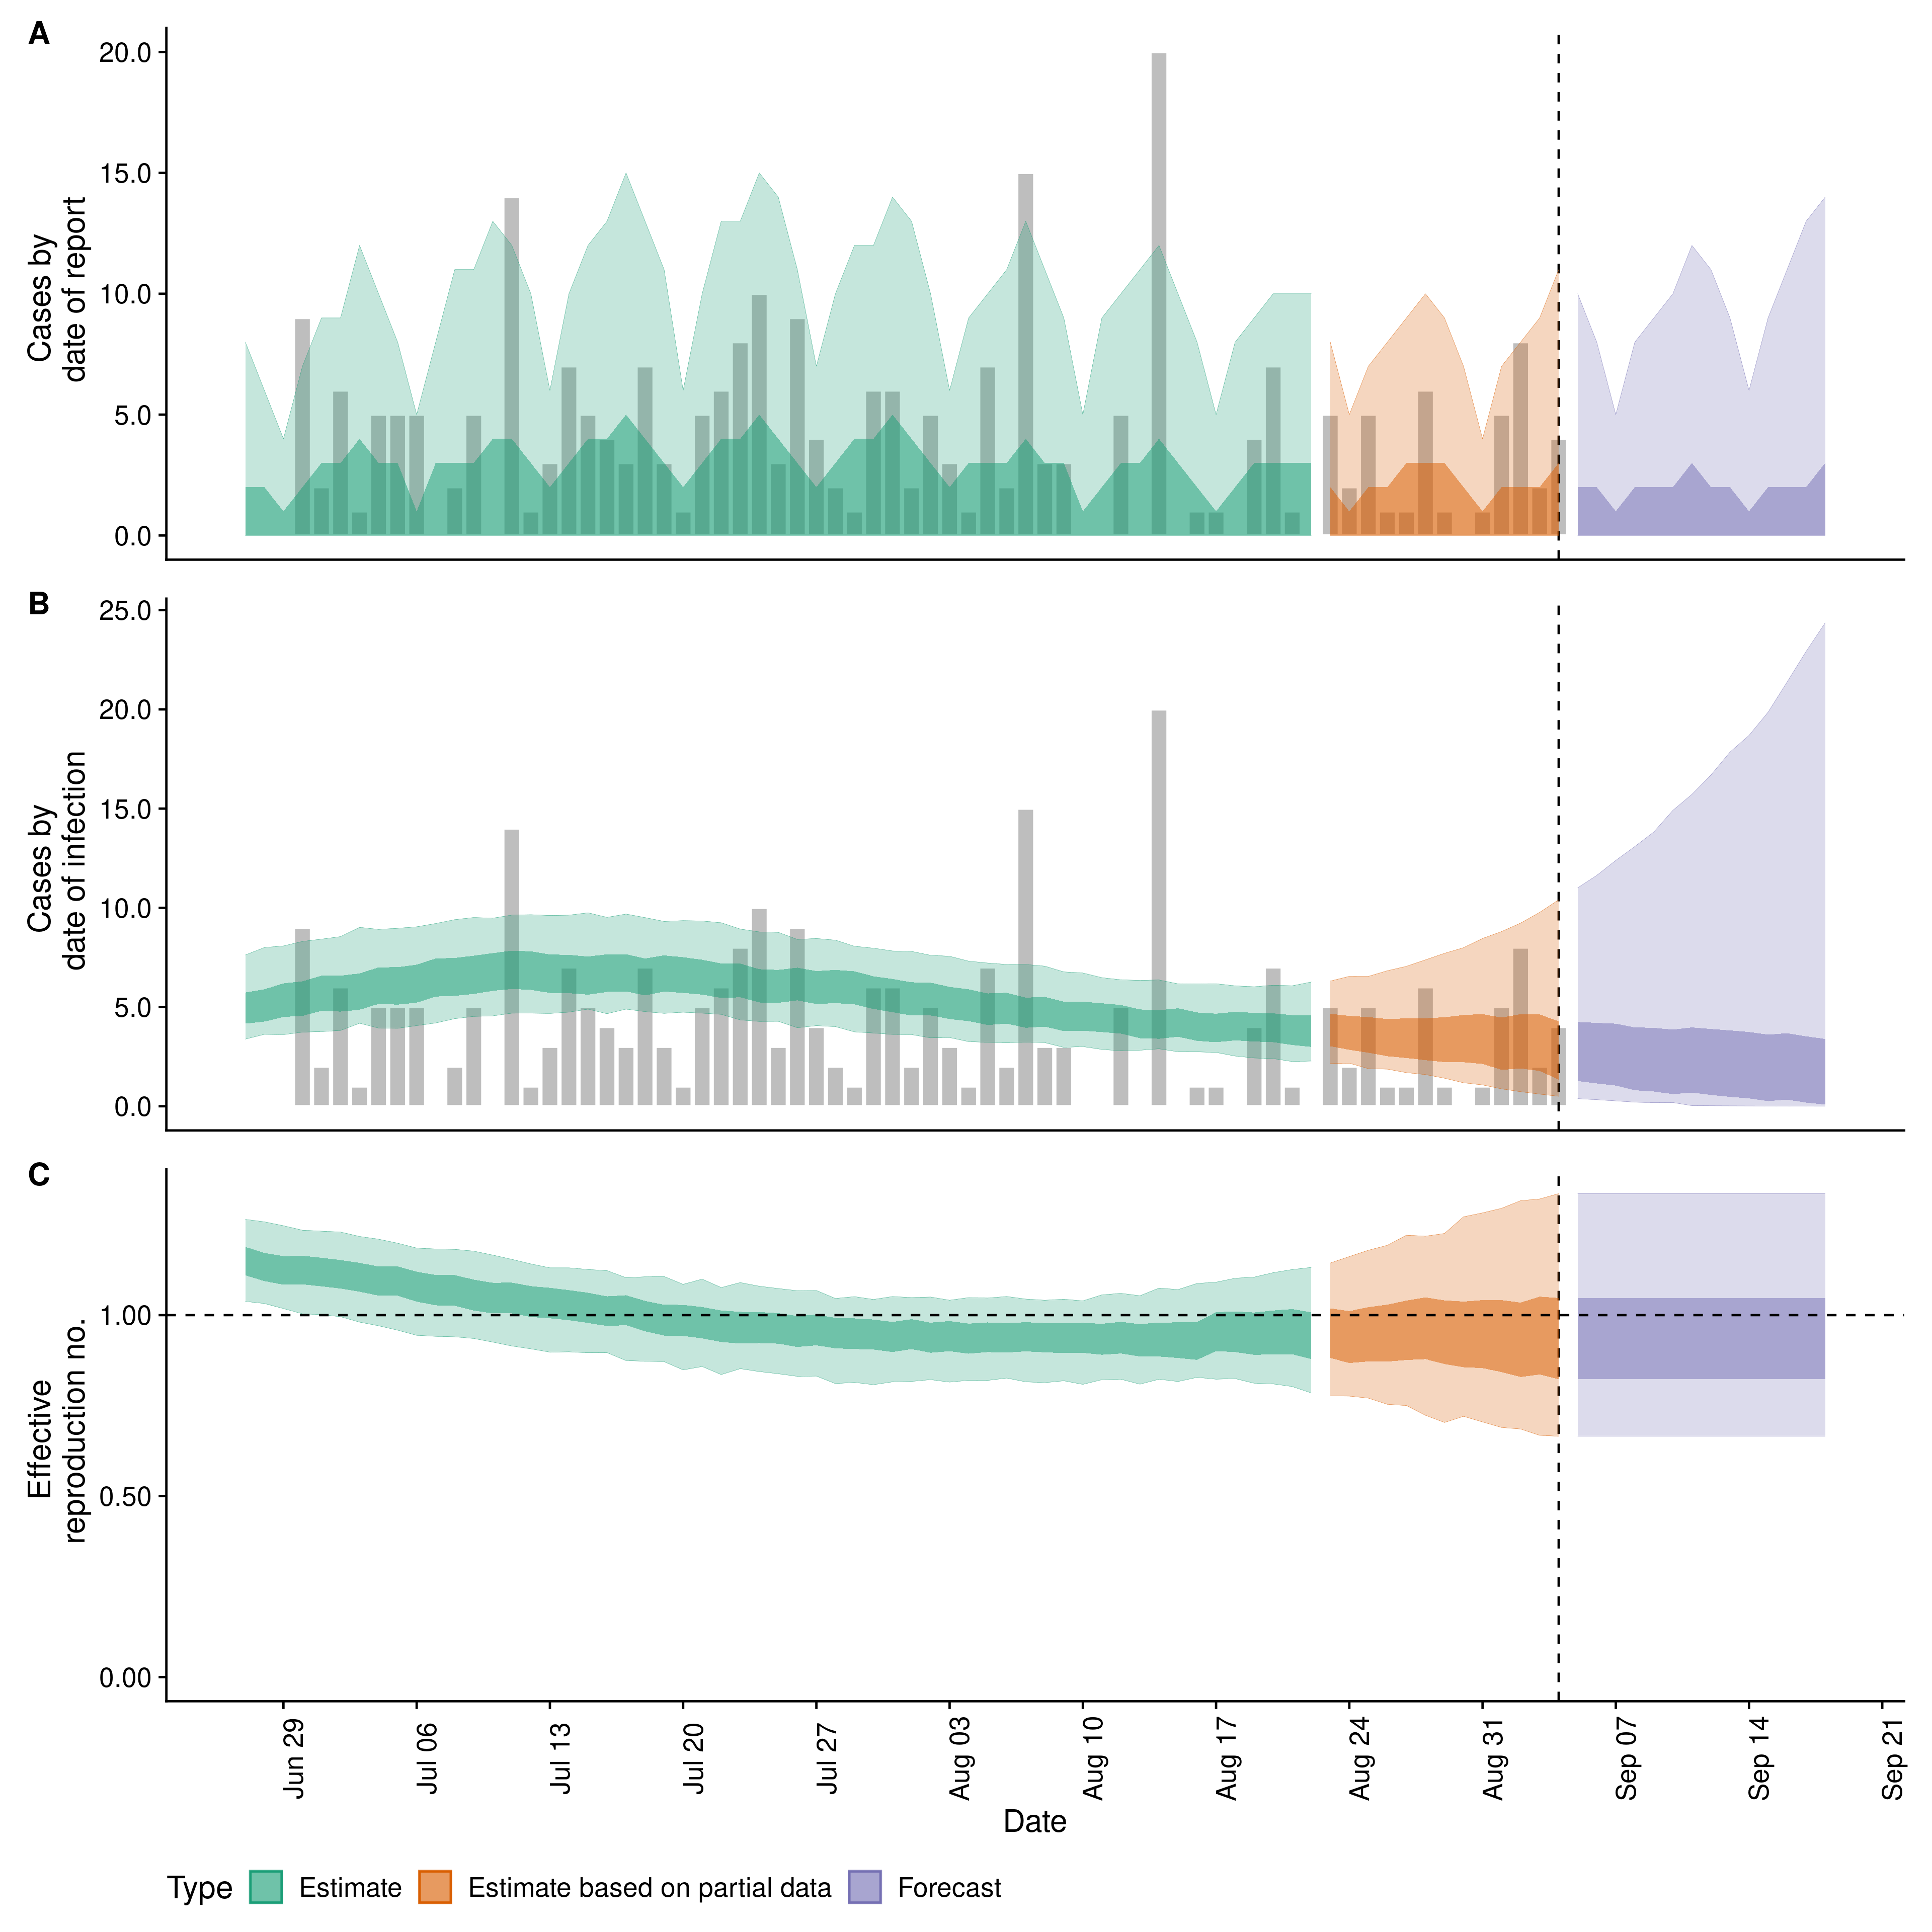 A
20.0
15.0
10.0
5.0
0.0
Cases by
date of report
B
25.0
20.0
15.0
10.0
5.0
0.0
Cases by
date of infection
C
1.00
0.50
0.00
Effective
reproduction no.
Jun 29
Jul 06
Jul 13
Jul 20
Jul 27
Aug 03
Aug 10
Aug 17
Aug 24
Aug 31
Sep 07
Sep 14
Sep 21
Date
Type Estimate Estimate based on partial data Forecast